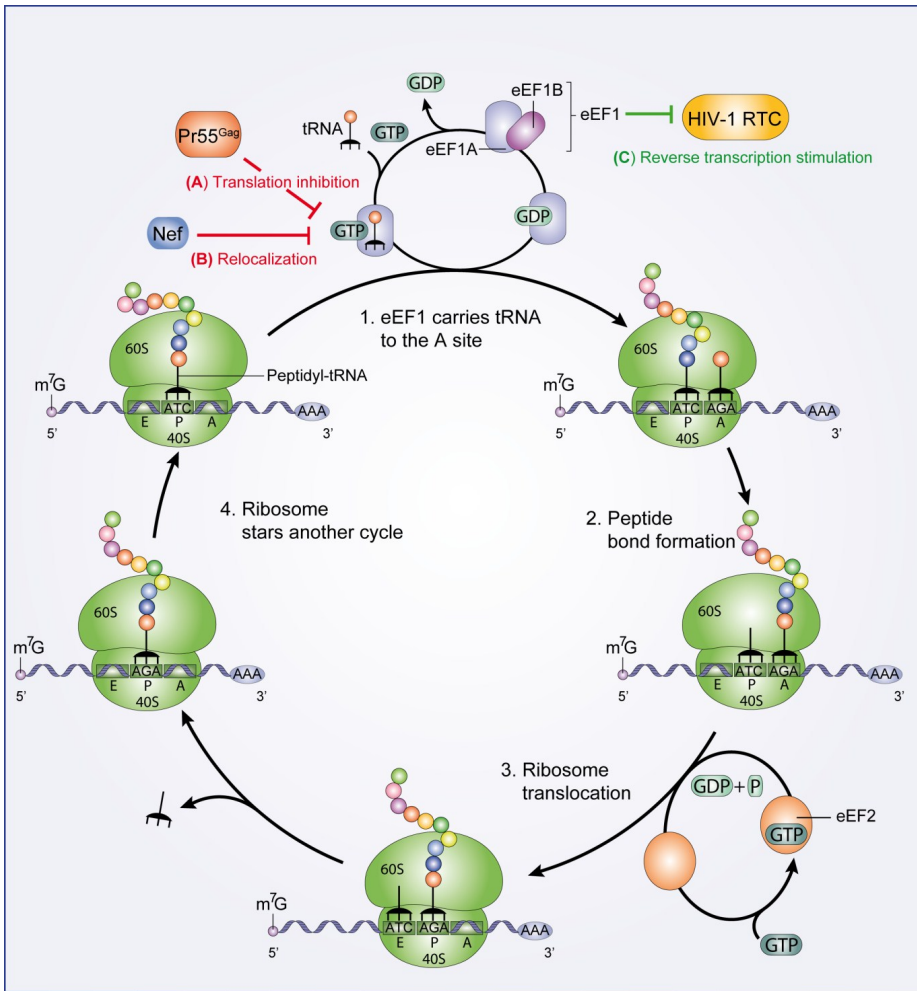 GDP
eEF1B
eEF1
HIV-1 RTC
tRNA
GTP
eEF1A
Pr55Gag
(C) Reverse transcription stimulation
(A) Translation inhibition
GTP
GDP
Nef
(B) Relocalization
1. eEF1 carries tRNA
to the A site
60S
Peptidyl-tRNA
m7G
ATC
AAA
E P A
40S
5’
3’
60S
m7G
ATC AGA
AAA
E P A
40S
5’
3’
2. Peptide
bond formation
60S
m7G
ATC AGA
AAA
E P A
40S
5’
3’
3. Ribosome
translocation
GDP + P
eEF2
GTP
GTP
60S
m7G
ATC AGA
AAA
E P A
40S
5’
3’
4. Ribosome
stars another cycle
60S
m7G
AGA
AAA
E P A
40S
5’
3’